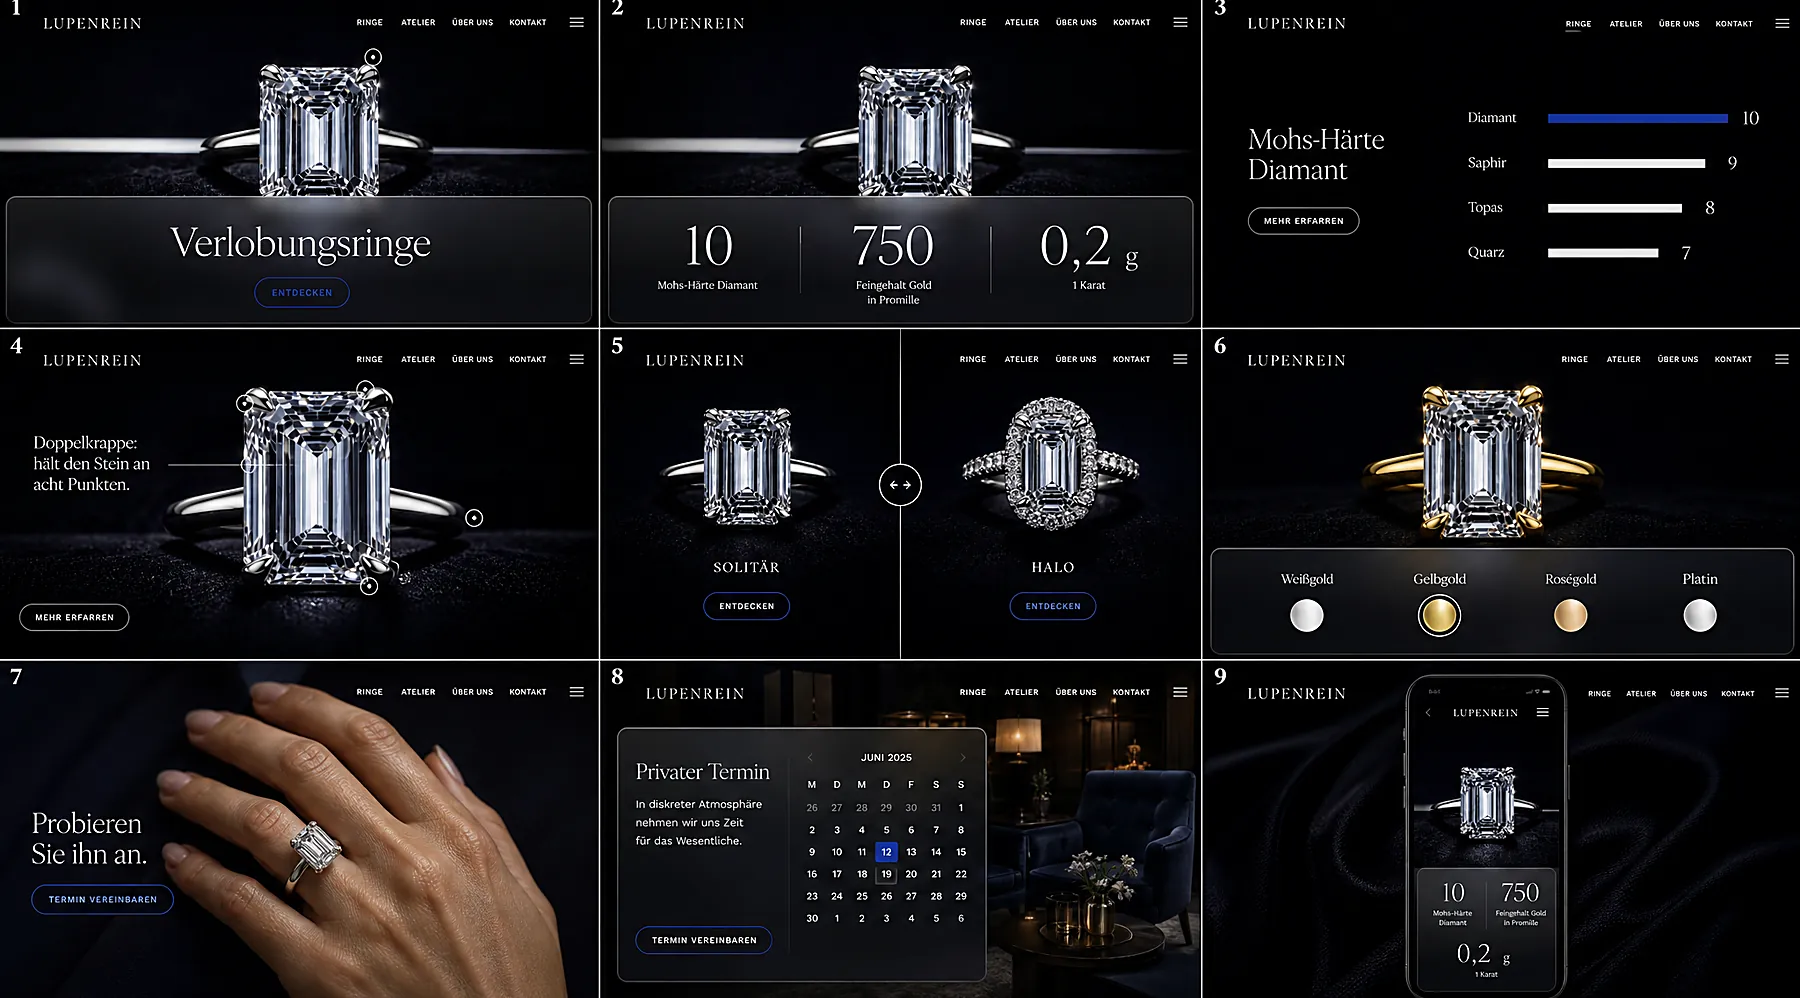 1
LUPENREIN
RINGE ATELIER ÜBER UNS KONTAKT
Verlobungsringe
ENTDECKEN
2
LUPENREIN
RINGE ATELIER ÜBER UNS KONTAKT
10
Mohs-Härte Diamant
750
Feingehalt Gold
in Promille
0,2 g
1 Karat
3
LUPENREIN
RINGE ATELIER ÜBER UNS KONTAKT
Mohs-Härte
Diamant
MEHR ERFARREN
Diamant 10
Saphir 9
Topas 8
Quarz 7
4
LUPENREIN
RINGE ATELIER ÜBER UNS KONTAKT
Doppelkrappe:
hält den Stein an
acht Punkten.
MEHR ERFARREN
5
LUPENREIN
RINGE ATELIER ÜBER UNS KONTAKT
SOLITÄR
ENTDECKEN
HALO
ENTDECKEN
6
LUPENREIN
RINGE ATELIER ÜBER UNS KONTAKT
Weißgold Gelbgold Roségold Platin
7
RINGE ATELIER ÜBER UNS KONTAKT
Probieren
Sie ihn an.
TERMIN VEREINBAREN
8
LUPENREIN
RINGE ATELIER ÜBER UNS KONTAKT
Privater Termin
In diskreter Atmosphäre
nehmen wir uns Zeit
für das Wesentliche.
TERMIN VEREINBAREN
JUNI 2025
M D M D F S S
26 27 28 29 30 31 1
2 3 4 5 6 7 8
9 10 11 12 13 14 15
16 17 18 19 20 21 22
23 24 25 26 27 28 29
30 1 2 3 4 5 6
9
LUPENREIN
RINGE ATELIER ÜBER UNS KONTAKT
LUPENREIN
10
Mohs-Härte
Diamant
750
Feingehalt Gold
in Promille
0,2 g
1 Karat